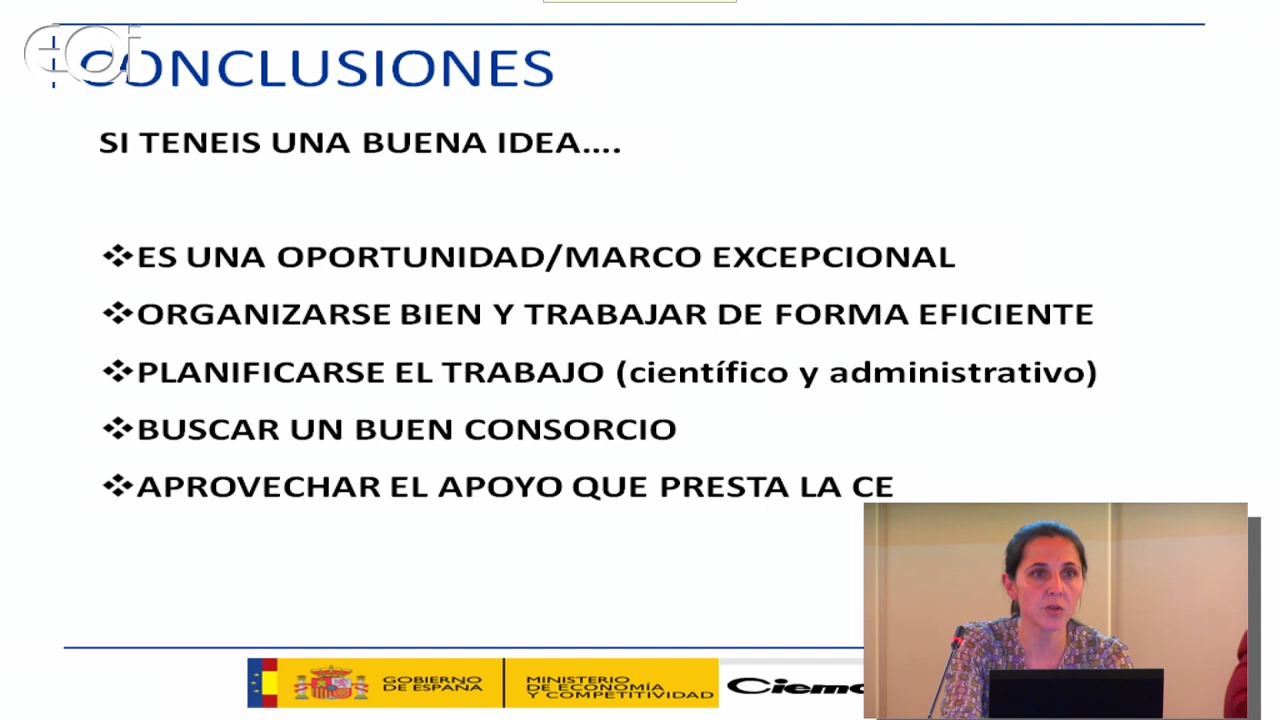 eoi
CONCLUSIONES
SI TENEIS UNA BUENA IDEA....
❖ES UNA OPORTUNIDAD/MARCO EXCEPCIONAL
❖ORGANIZARSE BIEN Y TRABAJAR DE FORMA EFICIENTE
❖PLANIFICARSE EL TRABAJO (científico y administrativo)
❖BUSCAR UN BUEN CONSORCIO
❖APROVECHAR EL APOYO QUE PRESTA LA CE
GOBIERNO
DE ESPAÑA
MINISTERIO
DE ECONOMÍA
Y COMPETITIVIDAD